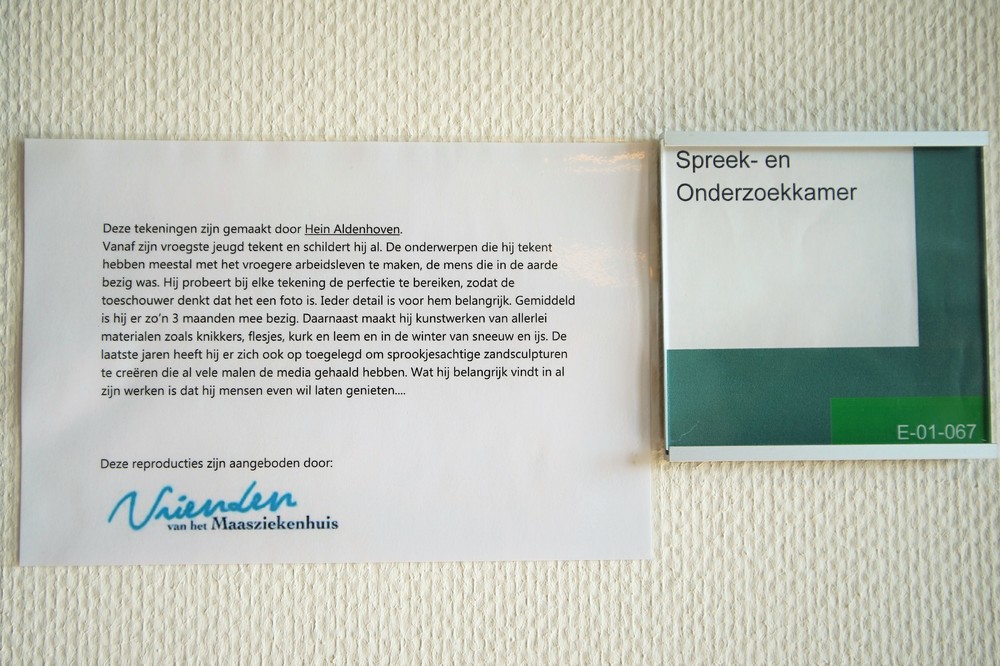 Deze tekeningen zijn gemaakt door Hein Aldenhoven.
Vanaf zijn vroegste jeugd tekent en schildert hij al. De onderwerpen die hij tekent
hebben meestal met het vroegere arbeidsleven te maken, de mens die in de aarde
bezig was. Hij probeert bij elke tekening de perfectie te bereiken, zodat de
toeschouwer denkt dat het een foto is. Ieder detail is voor hem belangrijk. Gemiddeld
is hij er zo'n 3 maanden mee bezig. Daarnaast maakt hij kunstwerken van allerlei
materialen zoals knikkers, flesjes, kurk en leem en in de winter van sneeuw en ijs. De
laatste jaren heeft hij er zich ook op toegelegd om sprookjesachtige zandsculpturen
te creëren die al vele malen de media gehaald hebben. Wat hij belangrijk vindt in al
zijn werken is dat hij mensen even wil laten genieten....
Deze reproducties zijn aangeboden door:
Vrienden
van het Maasziekenhuis
Spreek- en
Onderzoekkamer
E-01-067